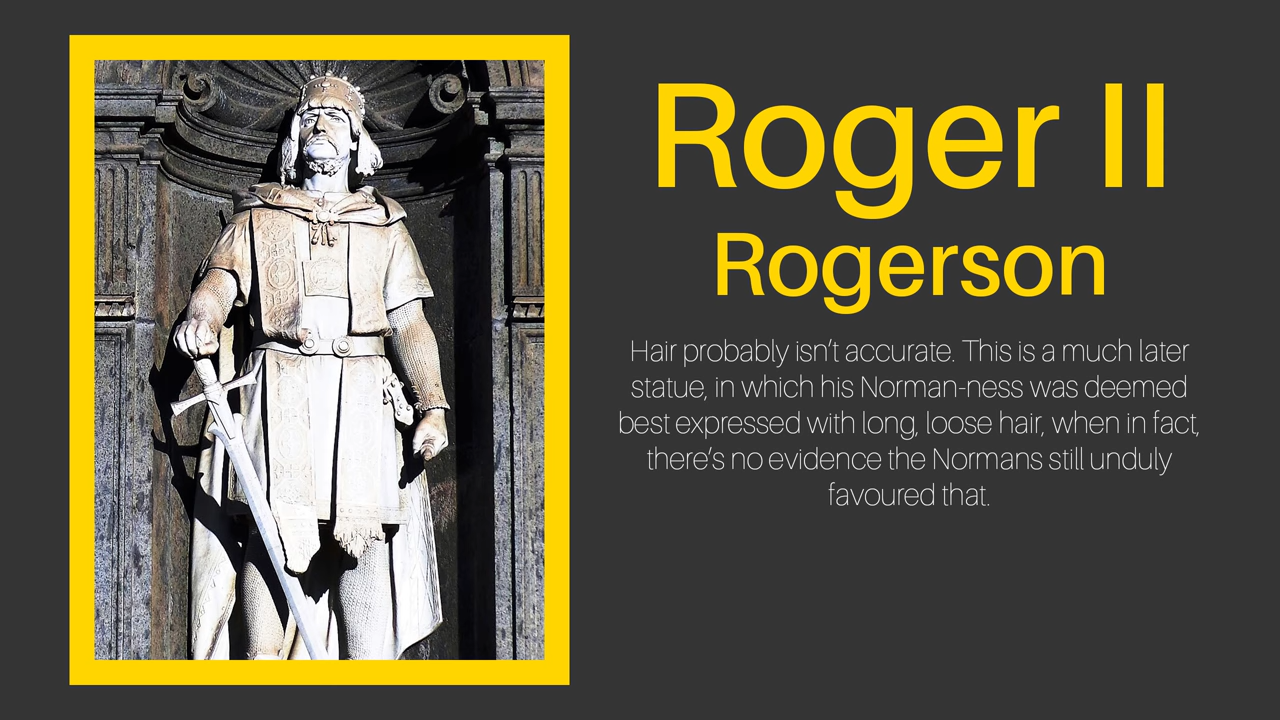 Roger II
Rogerson
Hair probably isn't accurate. This is a much later
statue, in which his Norman-ness was deemed
best expressed with long, loose hair, when in fact,
there's no evidence the Normans still unduly
favoured that.